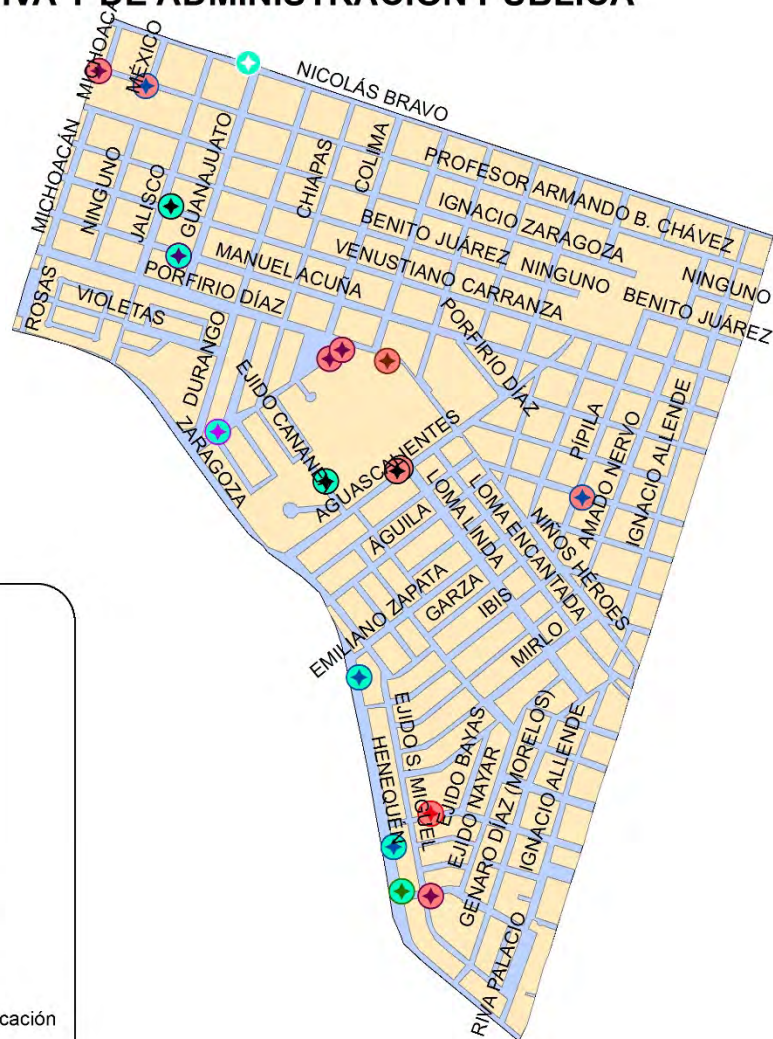 IVA Y DE ADMINISTRACIÓN PÚBLICA
MICHOACÁN
MÉXICO
NICOLÁS BRAVO
MICHOACÁN
NINGUNO
JALISCO
GUANAJUATO
CHIAPAS
COLIMA
PROFESOR ARMANDO B. CHÁVEZ
IGNACIO ZARAGOZA
BENITO JUÁREZ
NINGUNO
NINGUNO
MANUEL ACUÑA
VENUSTIANO CARRANZA
BENITO JUÁREZ
PORFIRIO DÍAZ
ROSAS
VIOLETAS
DURANGO
PORFIRIO DÍAZ
EJIDO CANANEA
ZARAGOZA
AGUASCALIENTES
PÍPILA
AMADO NERVO
IGNACIO ALLENDE
ÁGUILA
LOMA LINDA
LOMA ENCANTADA
NIÑOS HÉROES
EMILIANO ZAPATA
GARZA
IBIS
MIRLO
HENEQUÉN
EJIDO S. MIGUEL
EJIDO BAYAS
EJIDO NAYAR
GENARO DÍAZ (MORELOS)
IGNACIO ALLENDE
RIVA PALACIO
cación